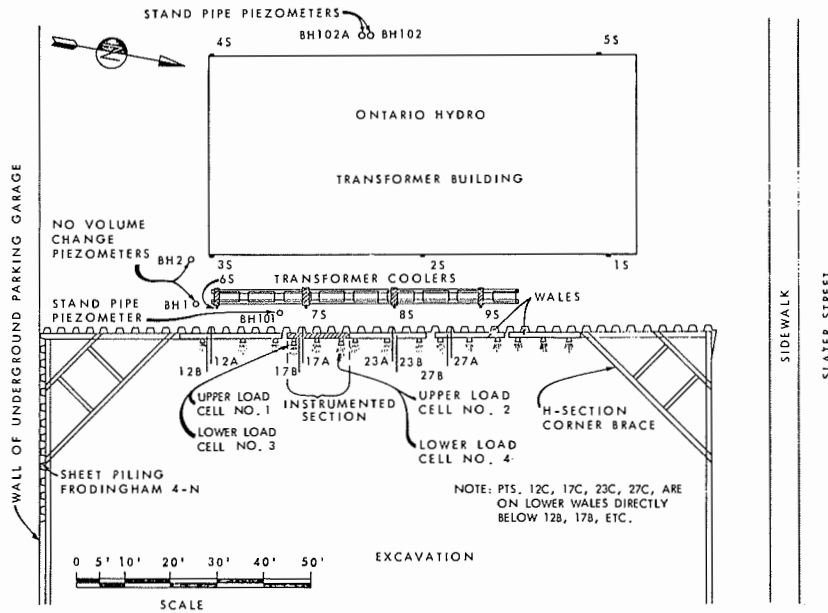 STAND PIPE PIEZOMETERS
BH102A
BH102
4S
5S
N
ONTARIO HYDRO
TRANSFORMER BUILDING
WALL OF UNDERGROUND PARKING GARAGE
NO VOLUME
CHANGE
PIEZOMETERS
BH2
3S
2S
1S
6S
TRANSFORMER COOLERS
BH1
STAND PIPE
PIEZOMETER
BH101
7S
8S
9S
WALES
SIDEWALK
SLATER STREET
12B
12A
17B
17A
23A
23B
27B
27A
UPPER LOAD
CELL NO. 1
LOWER LOAD
CELL NO. 3
INSTRUMENTED
SECTION
UPPER LOAD
CELL NO. 2
LOWER LOAD
CELL NO. 4
H-SECTION
CORNER BRACE
SHEET PILING
FRODINGHAM 4-N
NOTE: PTS. 12C, 17C, 23C, 27C, ARE
ON LOWER WALES DIRECTLY
BELOW 12B, 17B, ETC.
EXCAVATION
0 5' 10' 20' 30' 40' 50'
SCALE